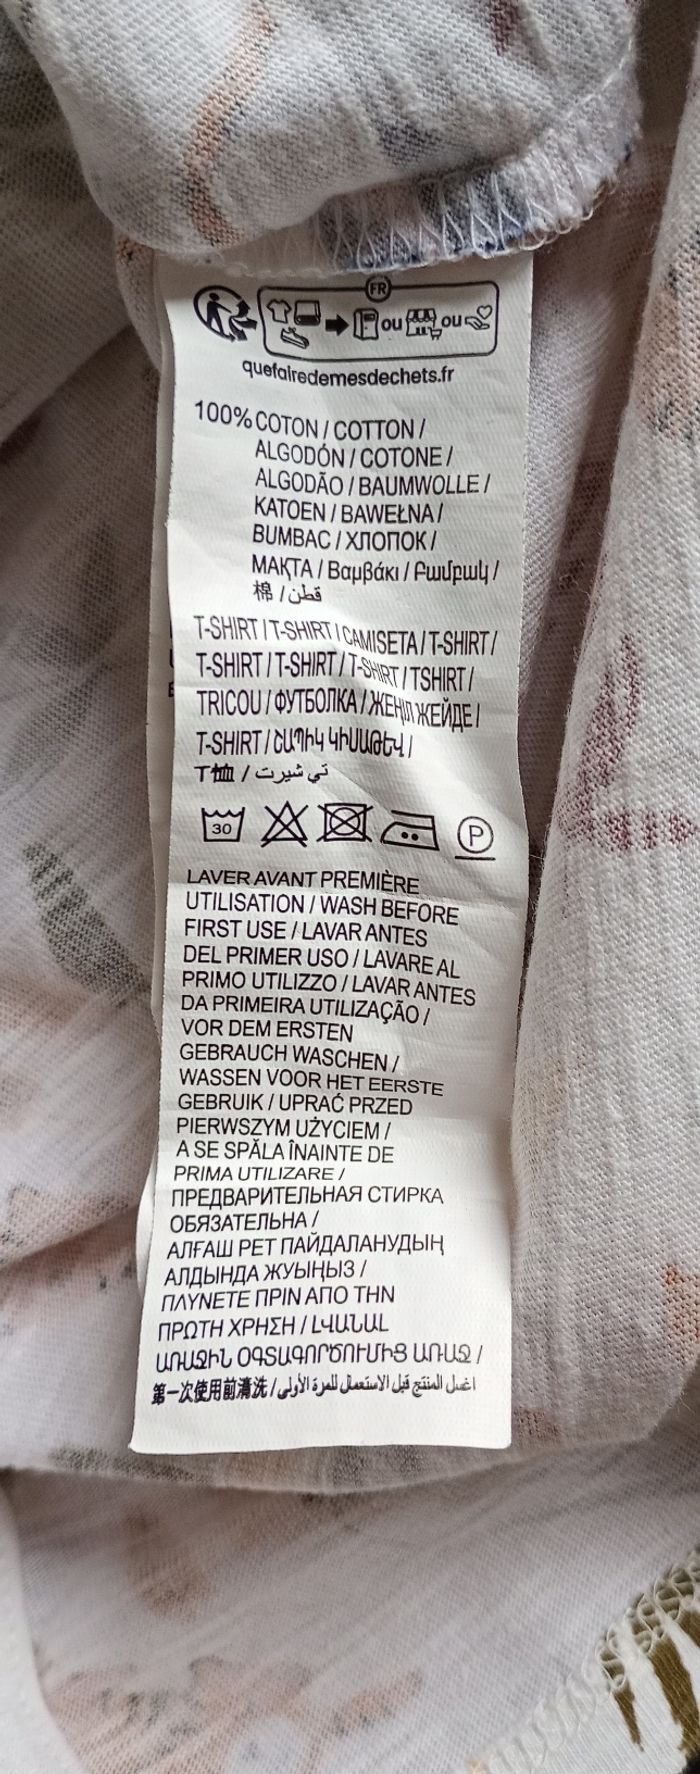 FR
ou ou
quefairedemesdechets.fr
100% COTON / COTTON /
ALGODÓN / COTONE /
ALGODÃO / BAUMWOLLE /
KATOEN / BAWEŁNA /
BUMBAC / ХЛОПОК /
МАҚТА / Βαμβάκι / Բամբակ /
棉 / قطن
T-SHIRT / T-SHIRT / CAMISETA / T-SHIRT /
T-SHIRT / T-SHIRT / T-SHIRT / TSHIRT /
TRICOU / ФУТБОЛКА / ЖЕҢІЛ ЖЕЙДЕ /
T-SHIRT / ՇԱՊԻԿ ԿԻՍԱԹԵՎ /
T恤 / تي شيرت
30
P
LAVER AVANT PREMIÈRE
UTILISATION / WASH BEFORE
FIRST USE / LAVAR ANTES
DEL PRIMER USO / LAVARE AL
PRIMO UTILIZZO / LAVAR ANTES
DA PRIMEIRA UTILIZAÇÃO /
VOR DEM ERSTEN
GEBRAUCH WASCHEN /
WASSEN VOOR HET EERSTE
GEBRUIK / UPRAĆ PRZED
PIERWSZYM UŻYCIEM /
A SE SPĂLA ÎNAINTE DE
PRIMA UTILIZARE /
ПРЕДВАРИТЕЛЬНАЯ СТИРКА
ОБЯЗАТЕЛЬНА /
АЛҒАШ РЕТ ПАЙДАЛАНУДЫҢ
АЛДЫНДА ЖУЫҢЫЗ /
ΠΛΥΝΕΤΕ ΠΡΙΝ ΑΠΟ ΤΗΝ
ΠΡΩΤΗ ΧΡΗΣΗ / ԼՎԱՆԱԼ
ԱՌԱՋԻՆ ՕԳՏԱԳՈՐԾՈՒՄԻՑ ԱՌԱՋ /
第一次使用前清洗 / اغسل المنتج قبل الاستعمال للمرة الأولى